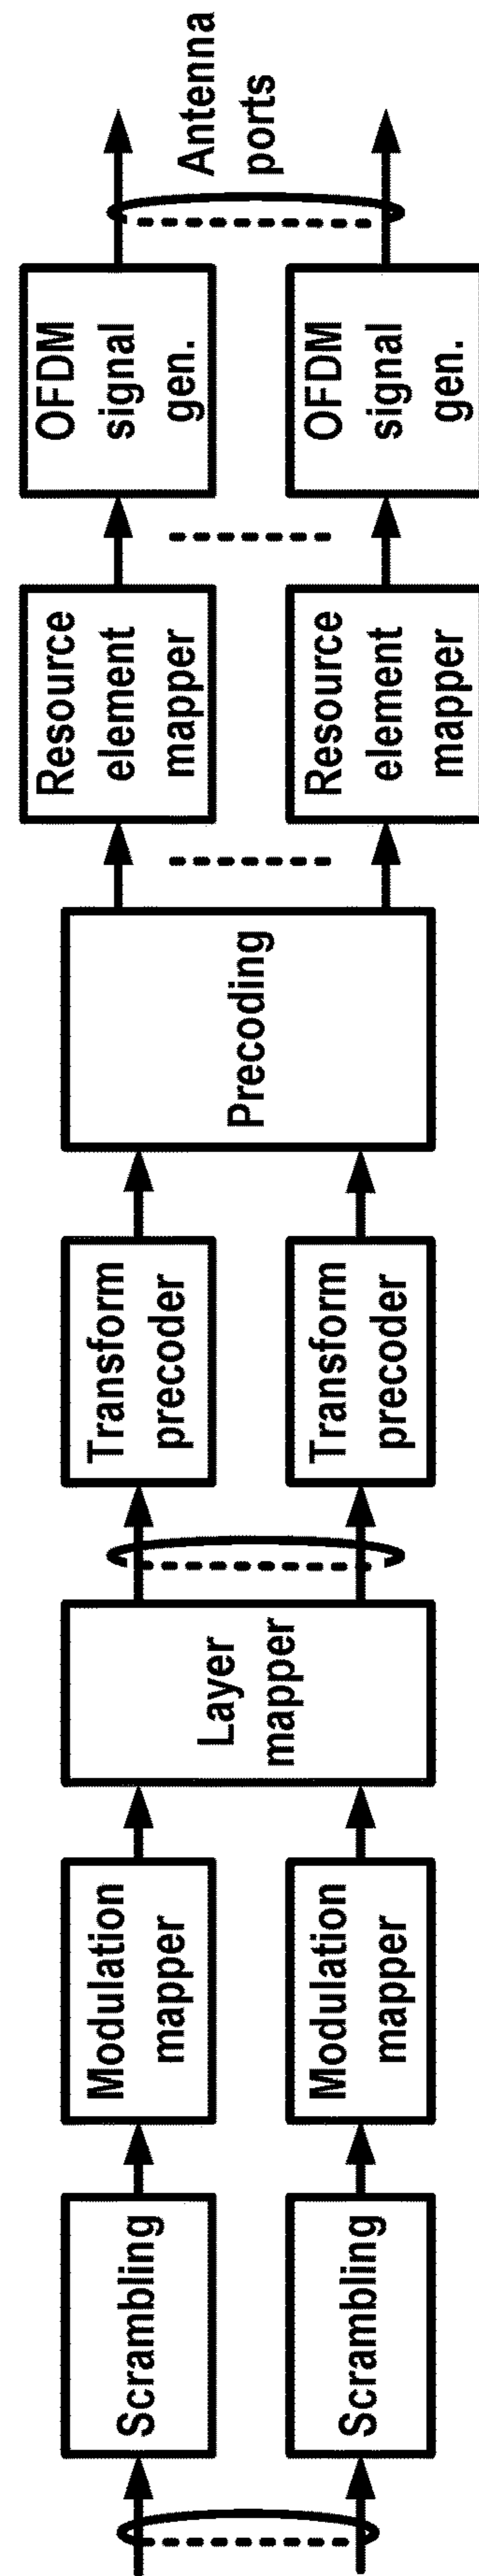 Scrambling
Scrambling
Modulation
mapper
Modulation
mapper
Layer
mapper
Transform
precoder
Transform
precoder
Precoding
Resource
element
mapper
Resource
element
mapper
OFDM
signal
gen.
OFDM
signal
gen.
Antenna
ports